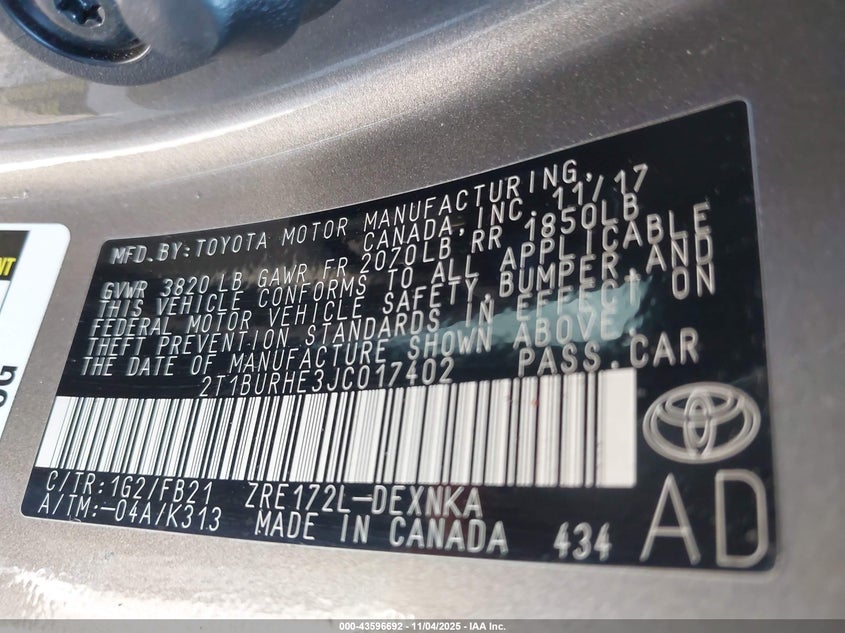 MFD. BY: TOYOTA MOTOR MANUFACTURING,
CANADA, INC. 11/17
GVWR 3820 LB GAWR FR 2070LB RR 1850LB
THIS VEHICLE CONFORMS TO ALL APPLICABLE
FEDERAL MOTOR VEHICLE SAFETY, BUMPER, AND
THEFT PREVENTION STANDARDS IN EFFECT ON
THE DATE OF MANUFACTURE SHOWN ABOVE.
2T1BURHE3JC017402 PASS. CAR
C/TR: 1G2/FB21 ZRE172L-DEXNKA
A/TM: -04A/K313 MADE IN CANADA 434
AD
000-43596692 - 11/04/2025 - IAA Inc.